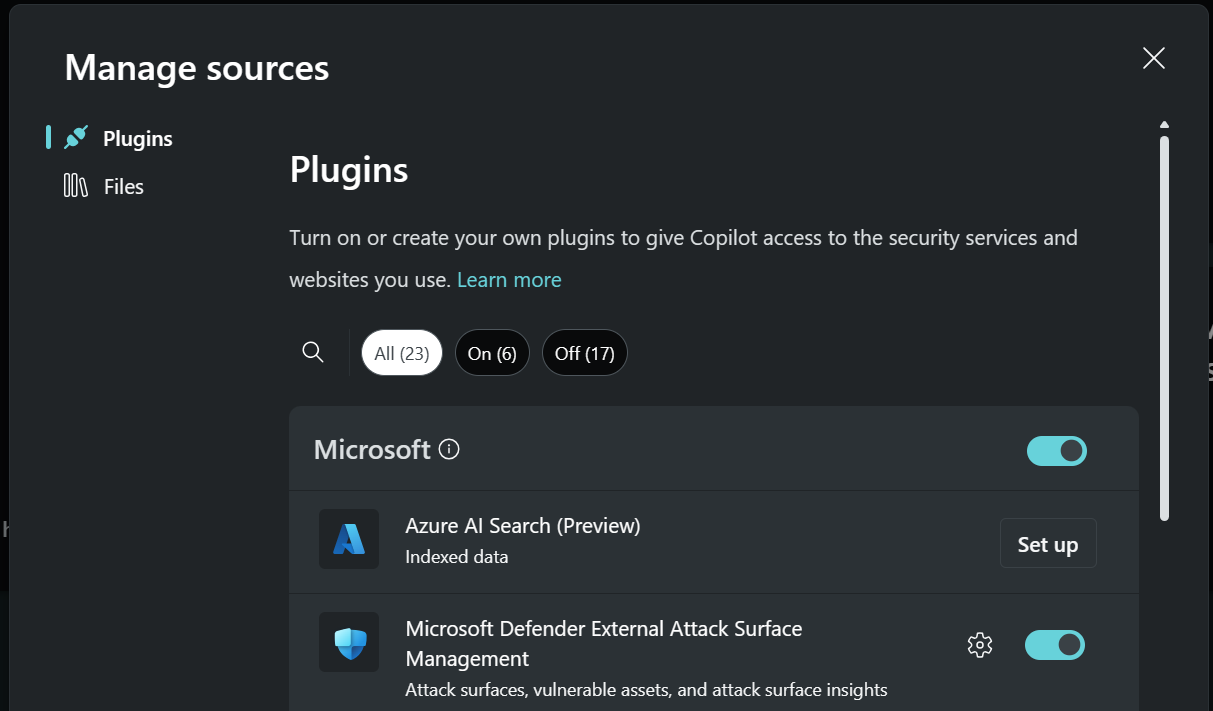 Manage sources
Plugins
Files
Plugins
Turn on or create your own plugins to give Copilot access to the security services and
websites you use. Learn more
All (23)
On (6)
Off (17)
Microsoft
Azure AI Search (Preview)
Indexed data
Set up
Microsoft Defender External Attack Surface
Management
Attack surfaces, vulnerable assets, and attack surface insights